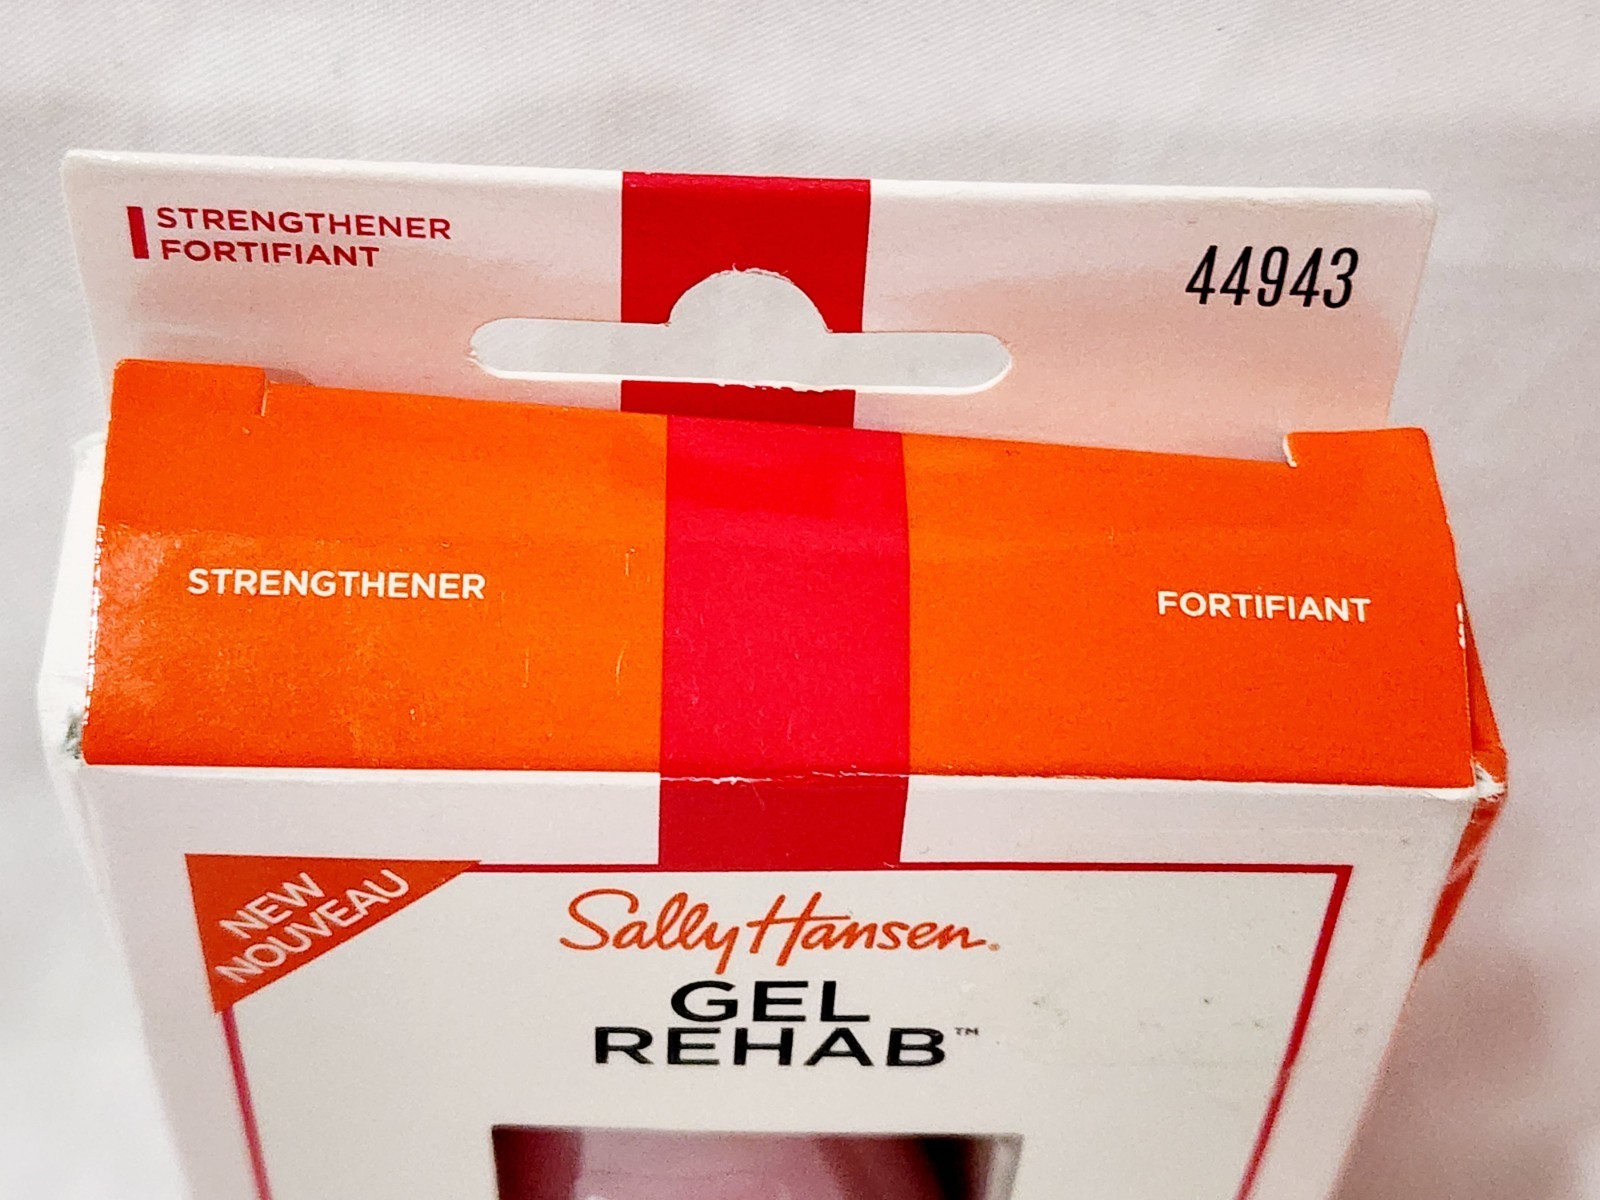 STRENGTHENER
FORTIFIANT
44943
STRENGTHENER
FORTIFIANT
NEW
NOUVEAU
Sally Hansen®
GEL
REHAB™